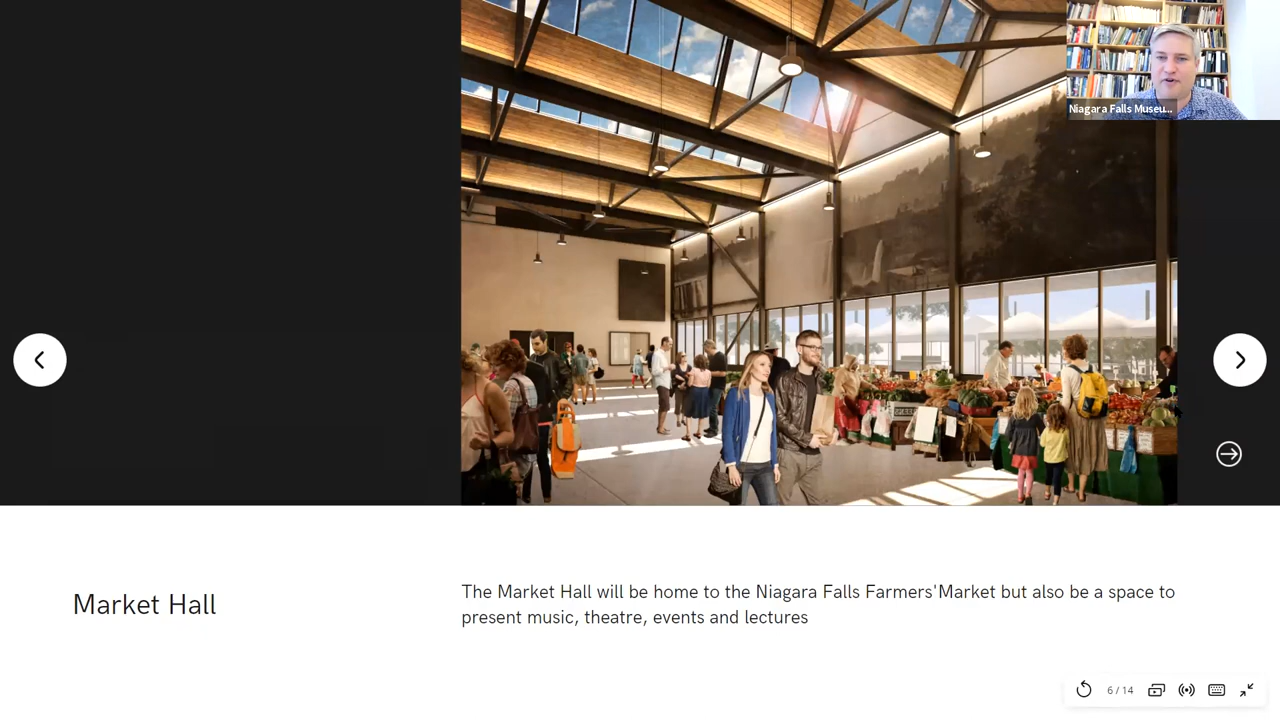 Niagara Falls Museu...
Market Hall
The Market Hall will be home to the Niagara Falls Farmers'Market but also be a space to
present music, theatre, events and lectures
6 / 14